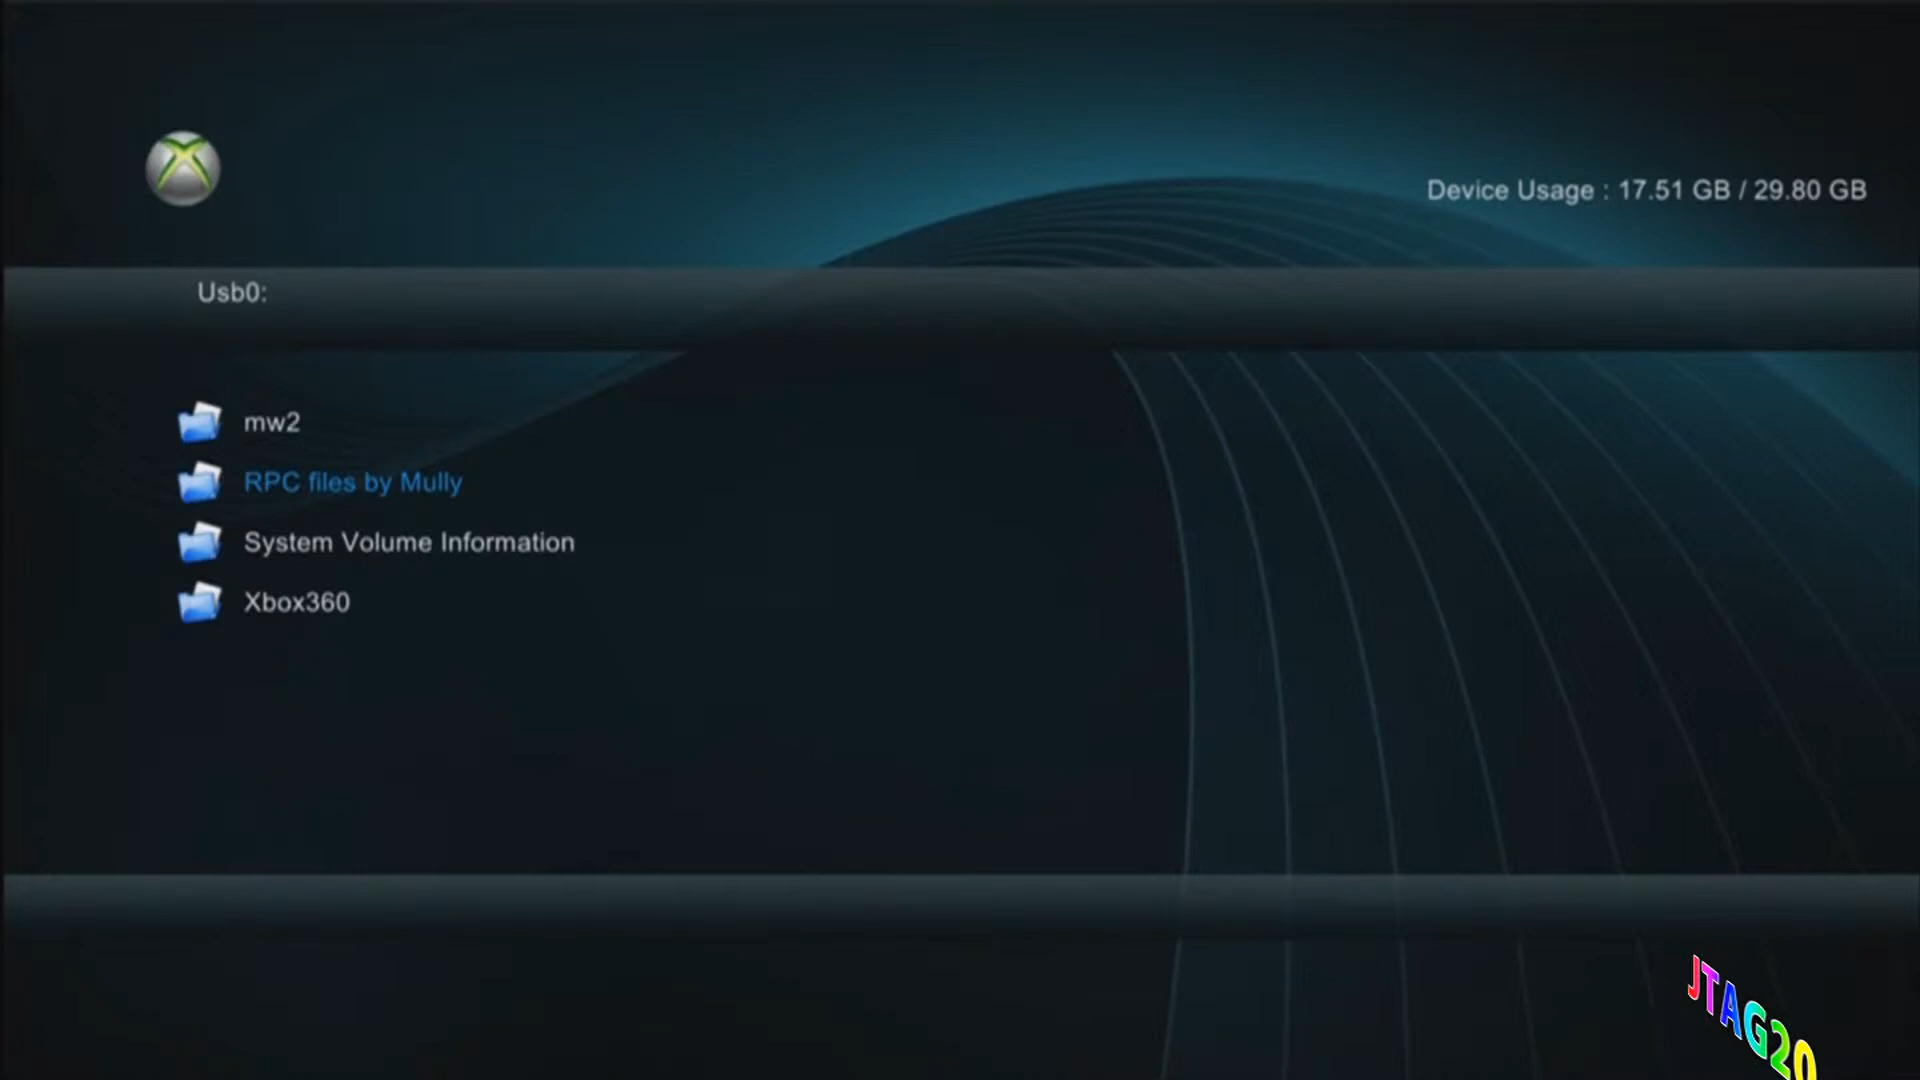 Device Usage : 17.51 GB / 29.80 GB
Usb0:
mw2
RPC files by Mully
System Volume Information
Xbox360
JTAG20